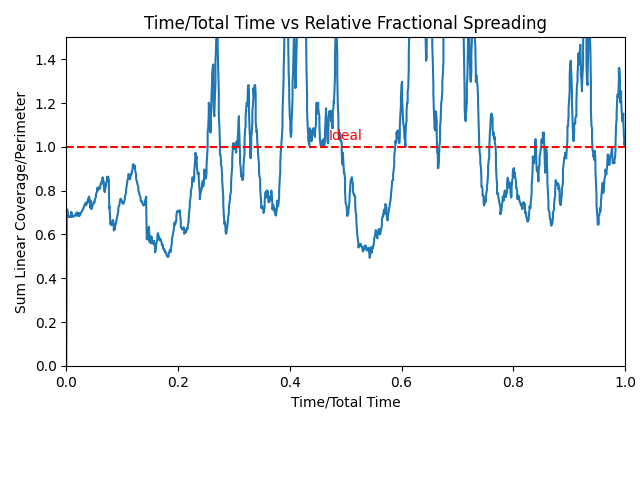 Time/Total Time vs Relative Fractional Spreading
Sum Linear Coverage/Perimeter
1.4
1.2
1.0
0.8
0.6
0.4
0.2
0.0
Ideal
0.0 0.2 0.4 0.6 0.8 1.0
Time/Total Time